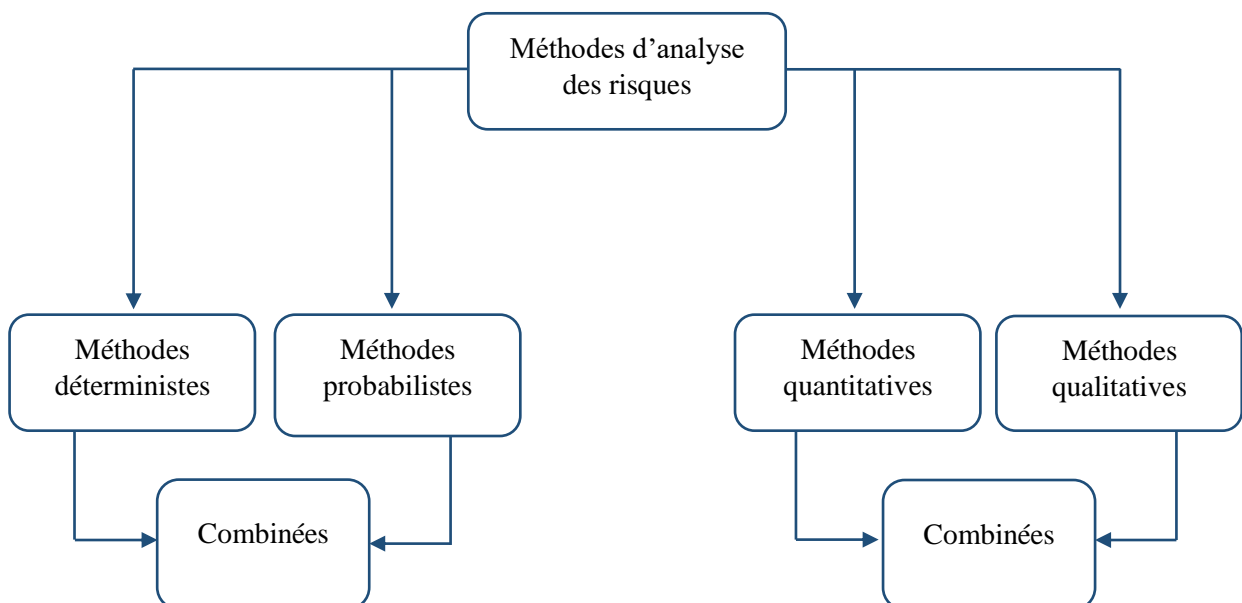 Méthodes d’analyse
des risques
Méthodes
déterministes
Méthodes
probabilistes
Méthodes
quantitatives
Méthodes
qualitatives
Combinées
Combinées